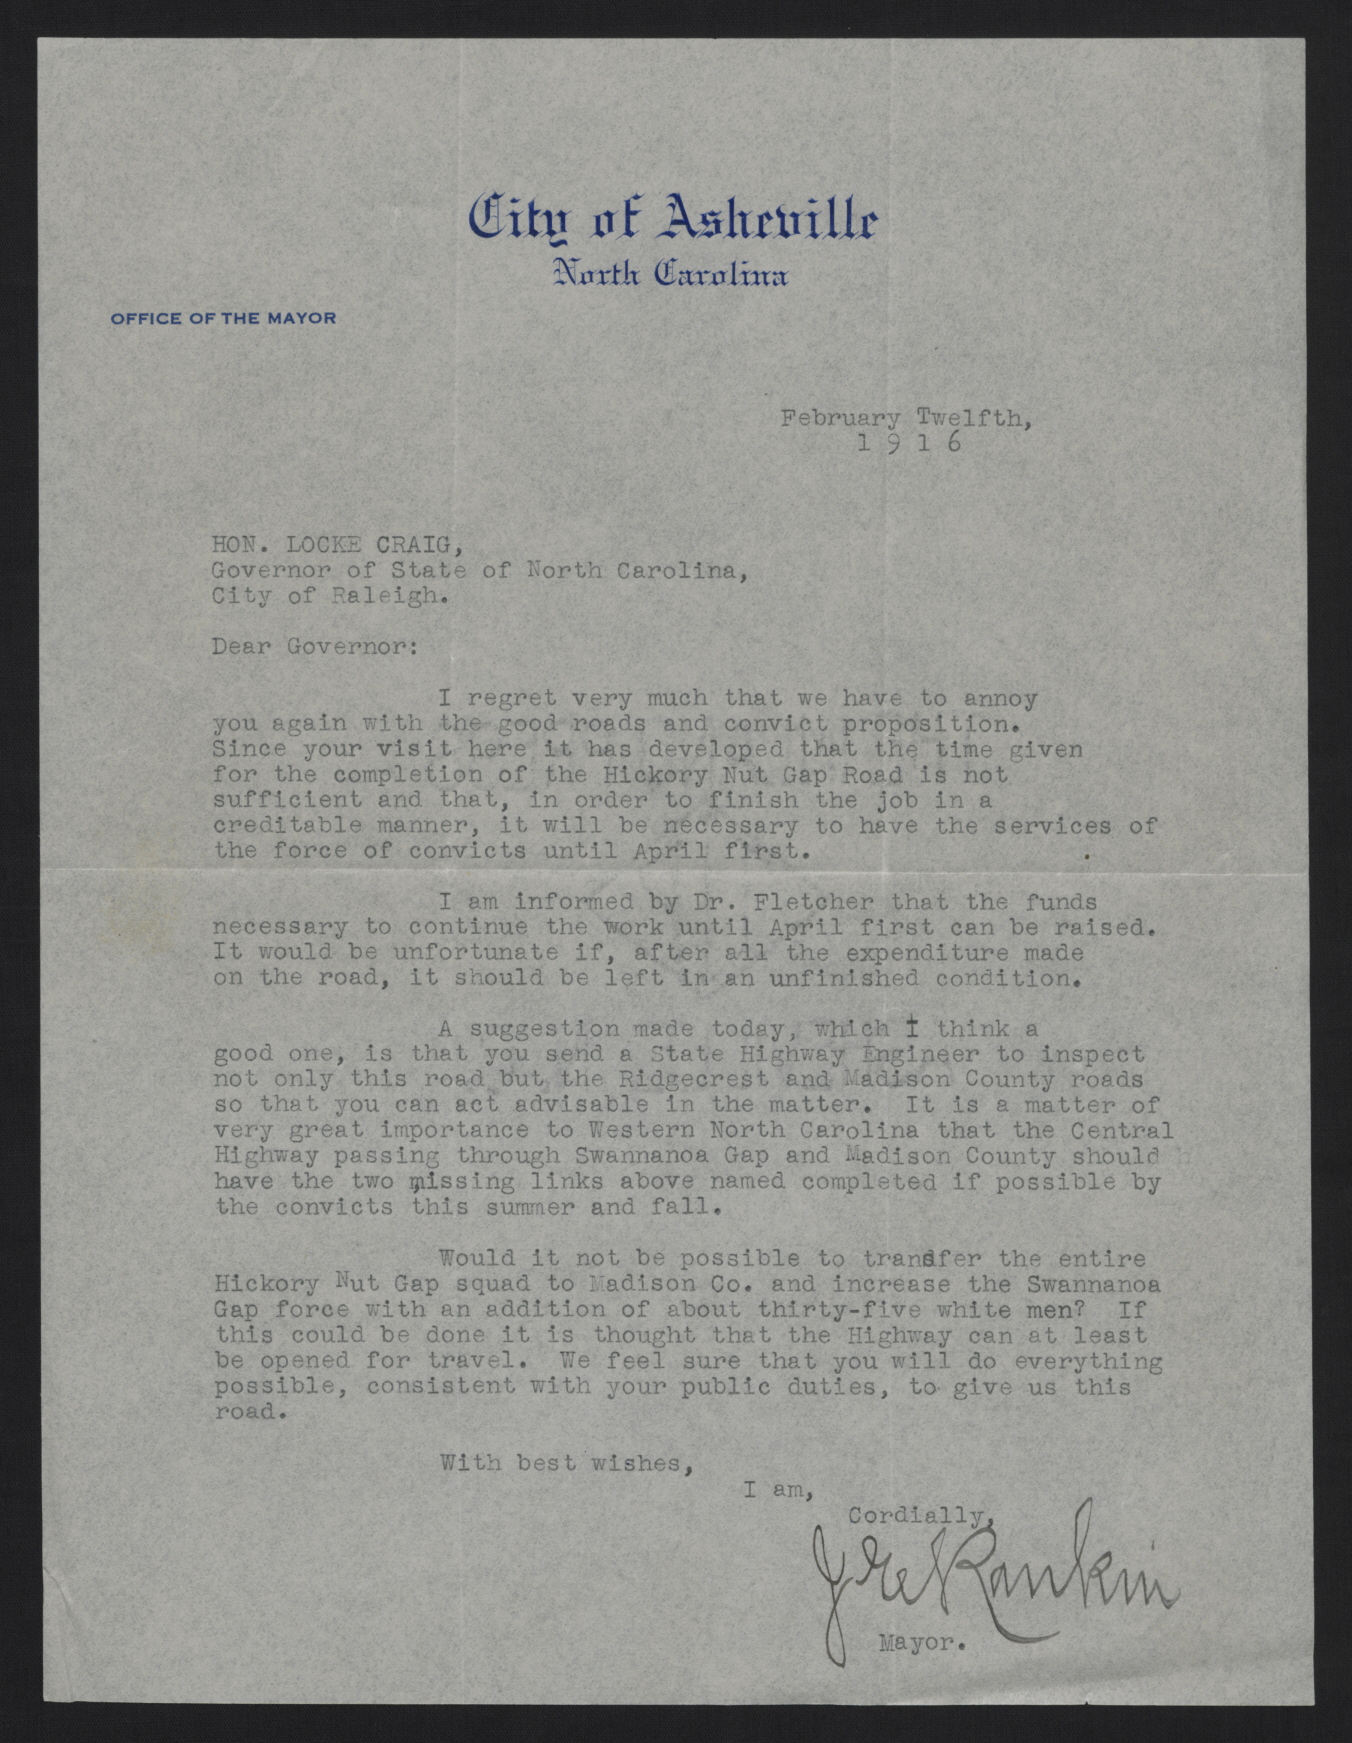 City of Asheville
North Carolina
OFFICE OF THE MAYOR
February Twelfth,
1 9 1 6
HON. LOCKE CRAIG,
Governor of State of North Carolina,
City of Raleigh.
Dear Governor:
I regret very much that we have to annoy
you again with the good roads and convict proposition.
Since your visit here it has developed that the time given
for the completion of the Hickory Nut Gap Road is not
sufficient and that, in order to finish the job in a
creditable manner, it will be necessary to have the services of
the force of convicts until April first.
I am informed by Dr. Fletcher that the funds
necessary to continue the work until April first can be raised.
It would be unfortunate if, after all the expenditure made
on the road, it should be left in an unfinished condition.
A suggestion made today, which I think a
good one, is that you send a State Highway Engineer to inspect
not only this road but the Ridgecrest and Madison County roads
so that you can act advisable in the matter. It is a matter of
very great importance to Western North Carolina that the Central
Highway passing through Swannanoa Gap and Madison County should
have the two missing links above named completed if possible by
the convicts this summer and fall.
Would it not be possible to transfer the entire
Hickory Nut Gap squad to Madison Co. and increase the Swannanoa
Gap force with an addition of about thirty-five white men? If
this could be done it is thought that the Highway can at least
be opened for travel. We feel sure that you will do everything
possible, consistent with your public duties, to give us this
road.
With best wishes,
I am,
Cordially,
J E Rankin
Mayor.